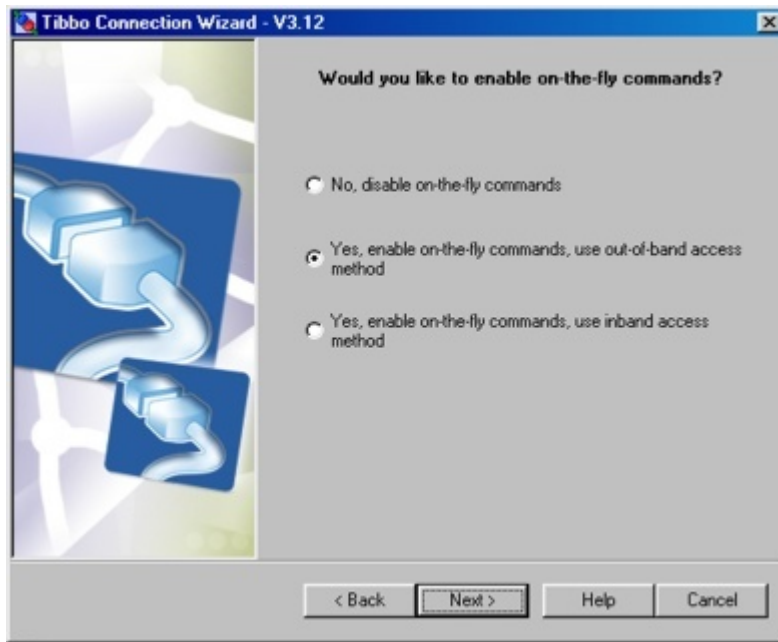 Tibbo Connection Wizard - V3.12
Would you like to enable on-the-fly commands?
No, disable on-the-fly commands
Yes, enable on-the-fly commands, use out-of-band access
method
Yes, enable on-the-fly commands, use inband access
method
< Back
Next >
Help
Cancel